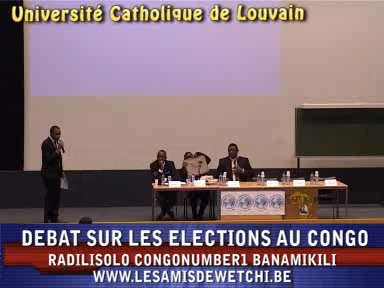 Université Catholique de Louvain
DEBAT SUR LES ELECTIONS AU CONGO
RADILISOLO CONGONUMBER1 BANAMIKILI
WWW.LESAMISDEWETCHI.BE